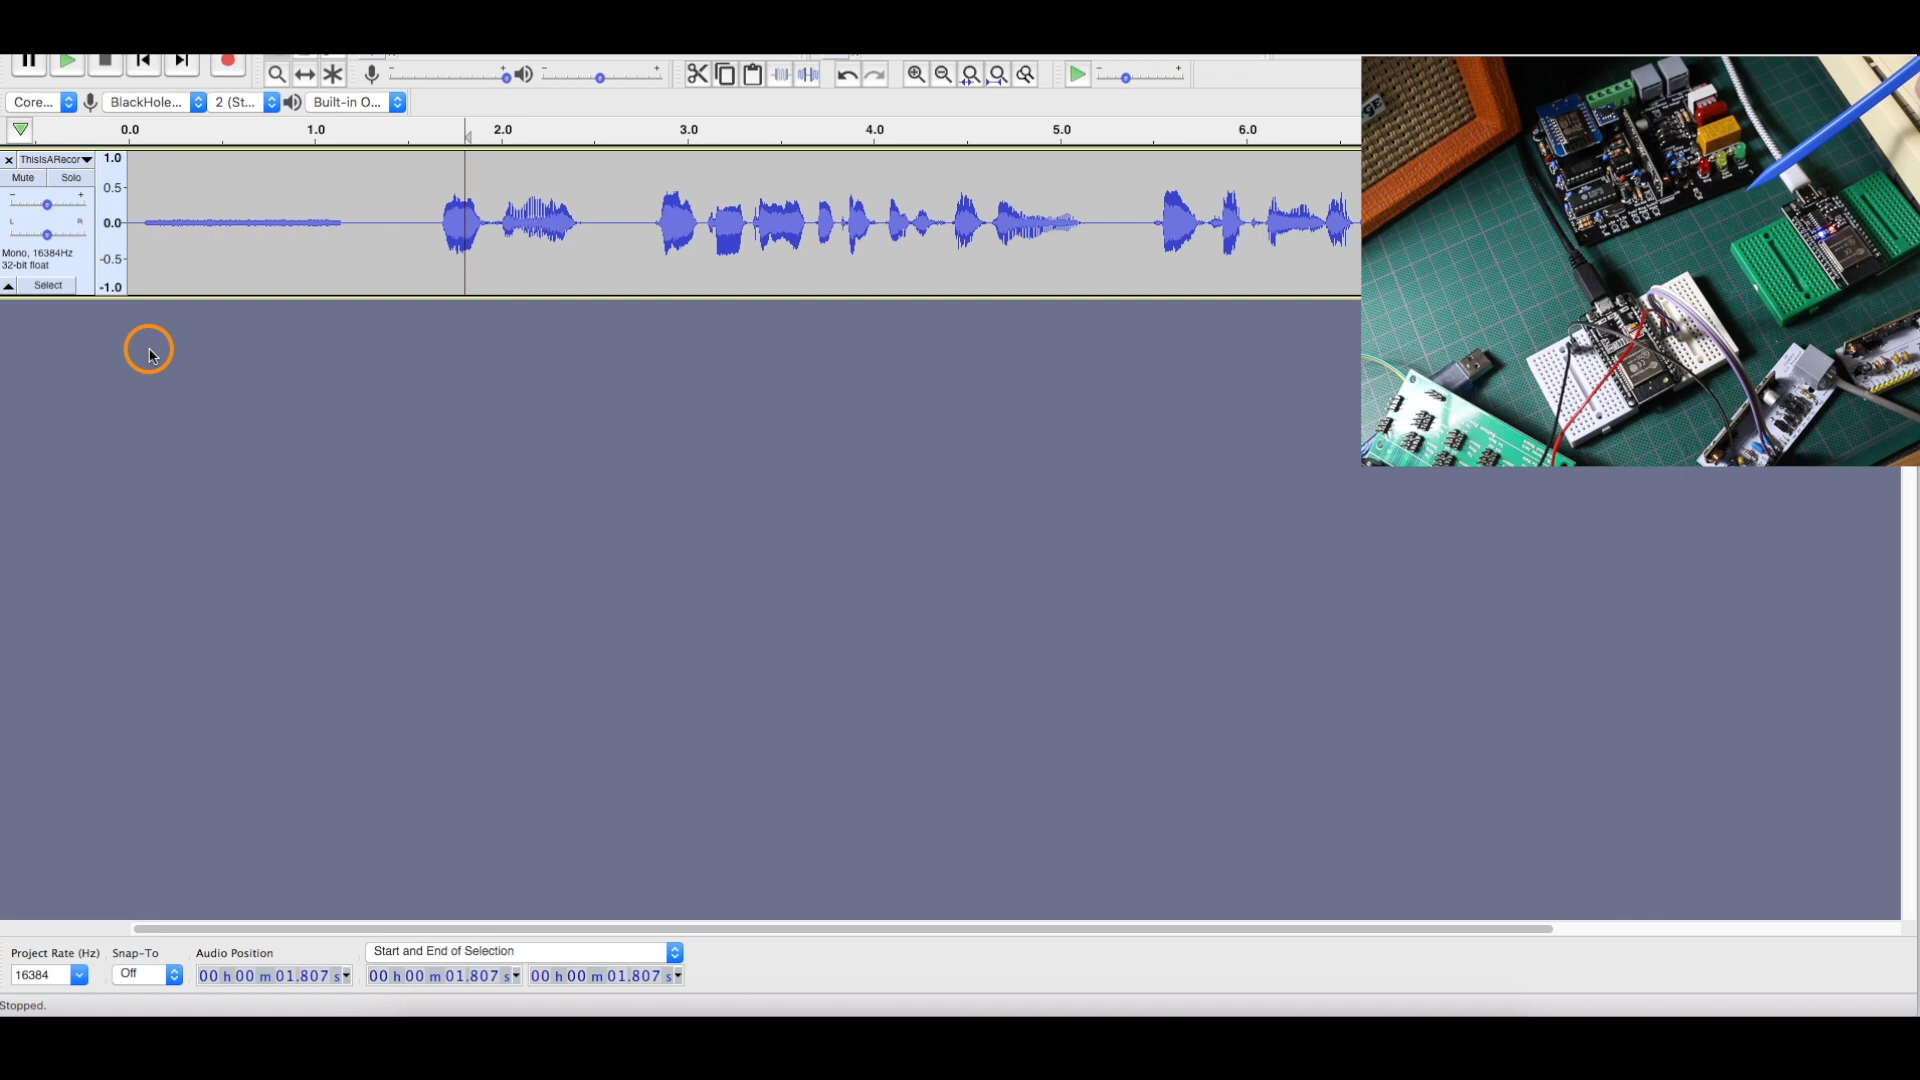 Core...
BlackHole...
2 (St...
Built-in O...
0.0 1.0 2.0 3.0 4.0 5.0 6.0
ThisIsARecor
Mute Solo
L R
Mono, 16384Hz
32-bit float
Select
1.0
0.5
0.0
-0.5
-1.0
Project Rate (Hz) Snap-To Audio Position Start and End of Selection
16384 Off 00 h 00 m 01.807 s 00 h 00 m 01.807 s 00 h 00 m 01.807 s
Stopped.